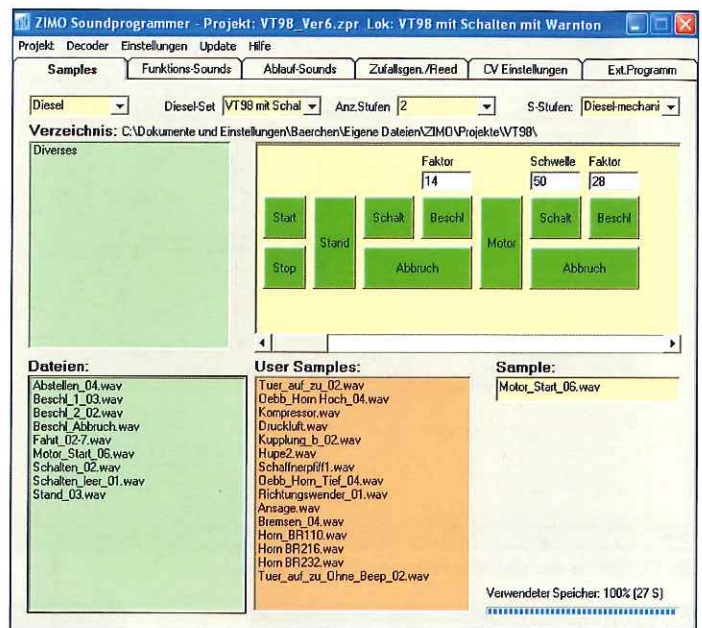 ZIMO Soundprogrammer - Projekt: VT98_Ver6.zpr Lok: VT98 mit Schalten mit Warnton
Projekt Decoder Einstellungen Update Hilfe
Samples Funktions-Sounds Ablauf-Sounds Zufallsgen./Reed CV Einstellungen Ext.Programm
Diesel Diesel-Set VT98 mit Schal Anz.Stufen 2 S-Stufen: Diesel-mechani
Verzeichnis: C:\Dokumente und Einstellungen\Baerchen\Eigene Dateien\ZIMO\Projekte\VT98\
Diverses
Faktor Schwelle Faktor
14 50 28
Start Stand Schalt Beschl Motor Schalt Beschl
Stop Abbruch Abbruch
Dateien:
Abstellen_04.wav
Beschl_1_03.wav
Beschl_2_02.wav
Beschl_Abbruch.wav
Fahrt_02-7.wav
Motor_Start_06.wav
Schalten_02.wav
Schalten_leer_01.wav
Stand_03.wav
User Samples:
Tuer_auf_zu_02.wav
Oebb_Horn Hoch_04.wav
Kompressor.wav
Druckluft.wav
Kupplung_b_02.wav
Hupe2.wav
Schaffnerpfiff1.wav
Oebb_Horn_Tief_04.wav
Richtungswender_01.wav
Ansage.wav
Bremsen_04.wav
Horn_BR110.wav
Horn BR216.wav
Horn BR232.wav
Tuer_auf_zu_Ohne_Beep_02.wav
Sample:
Motor_Start_06.wav
Verwendeter Speicher: 100% (27 S)